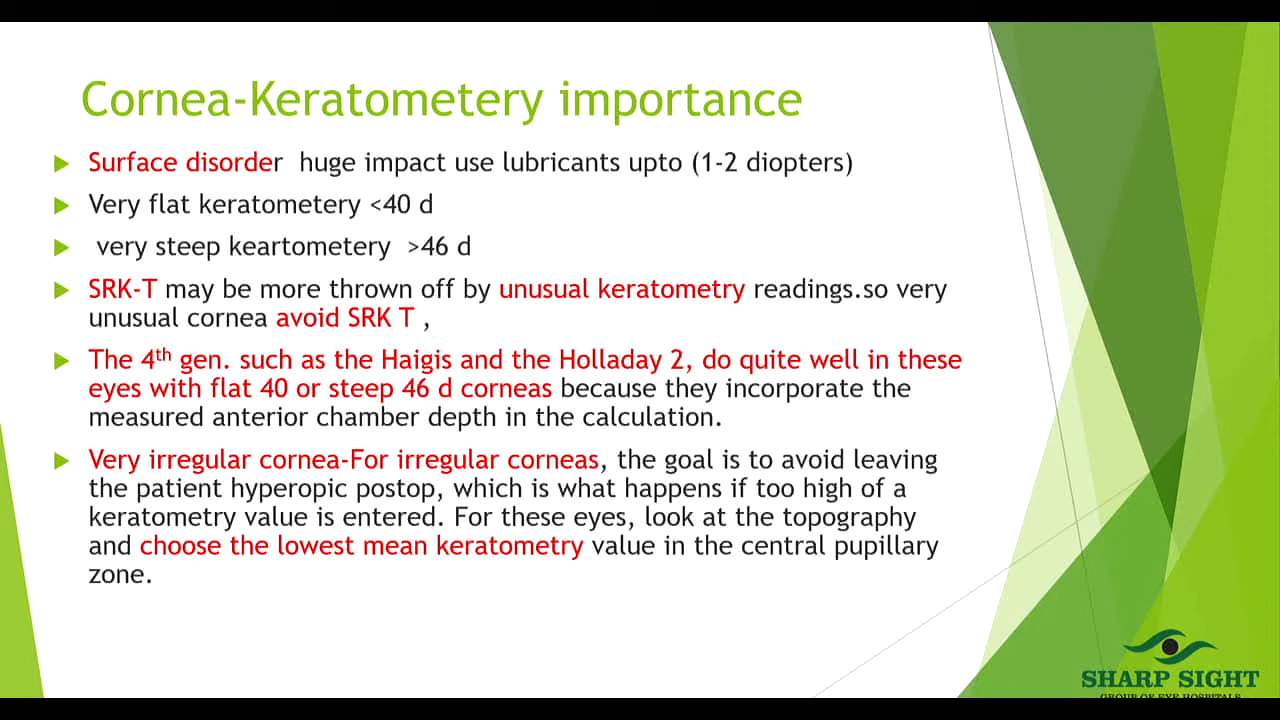 Cornea-Keratometery importance
Surface disorder huge impact use lubricants upto (1-2 diopters)
Very flat keratometery <40 d
very steep keartometery >46 d
SRK-T may be more thrown off by unusual keratometry readings.so very
unusual cornea avoid SRK T ,
The 4th gen. such as the Haigis and the Holladay 2, do quite well in these
eyes with flat 40 or steep 46 d corneas because they incorporate the
measured anterior chamber depth in the calculation.
Very irregular cornea-For irregular corneas, the goal is to avoid leaving
the patient hyperopic postop, which is what happens if too high of a
keratometry value is entered. For these eyes, look at the topography
and choose the lowest mean keratometry value in the central pupillary
zone.
SHARP SIGHT
GROUP OF EYE HOSPITALS